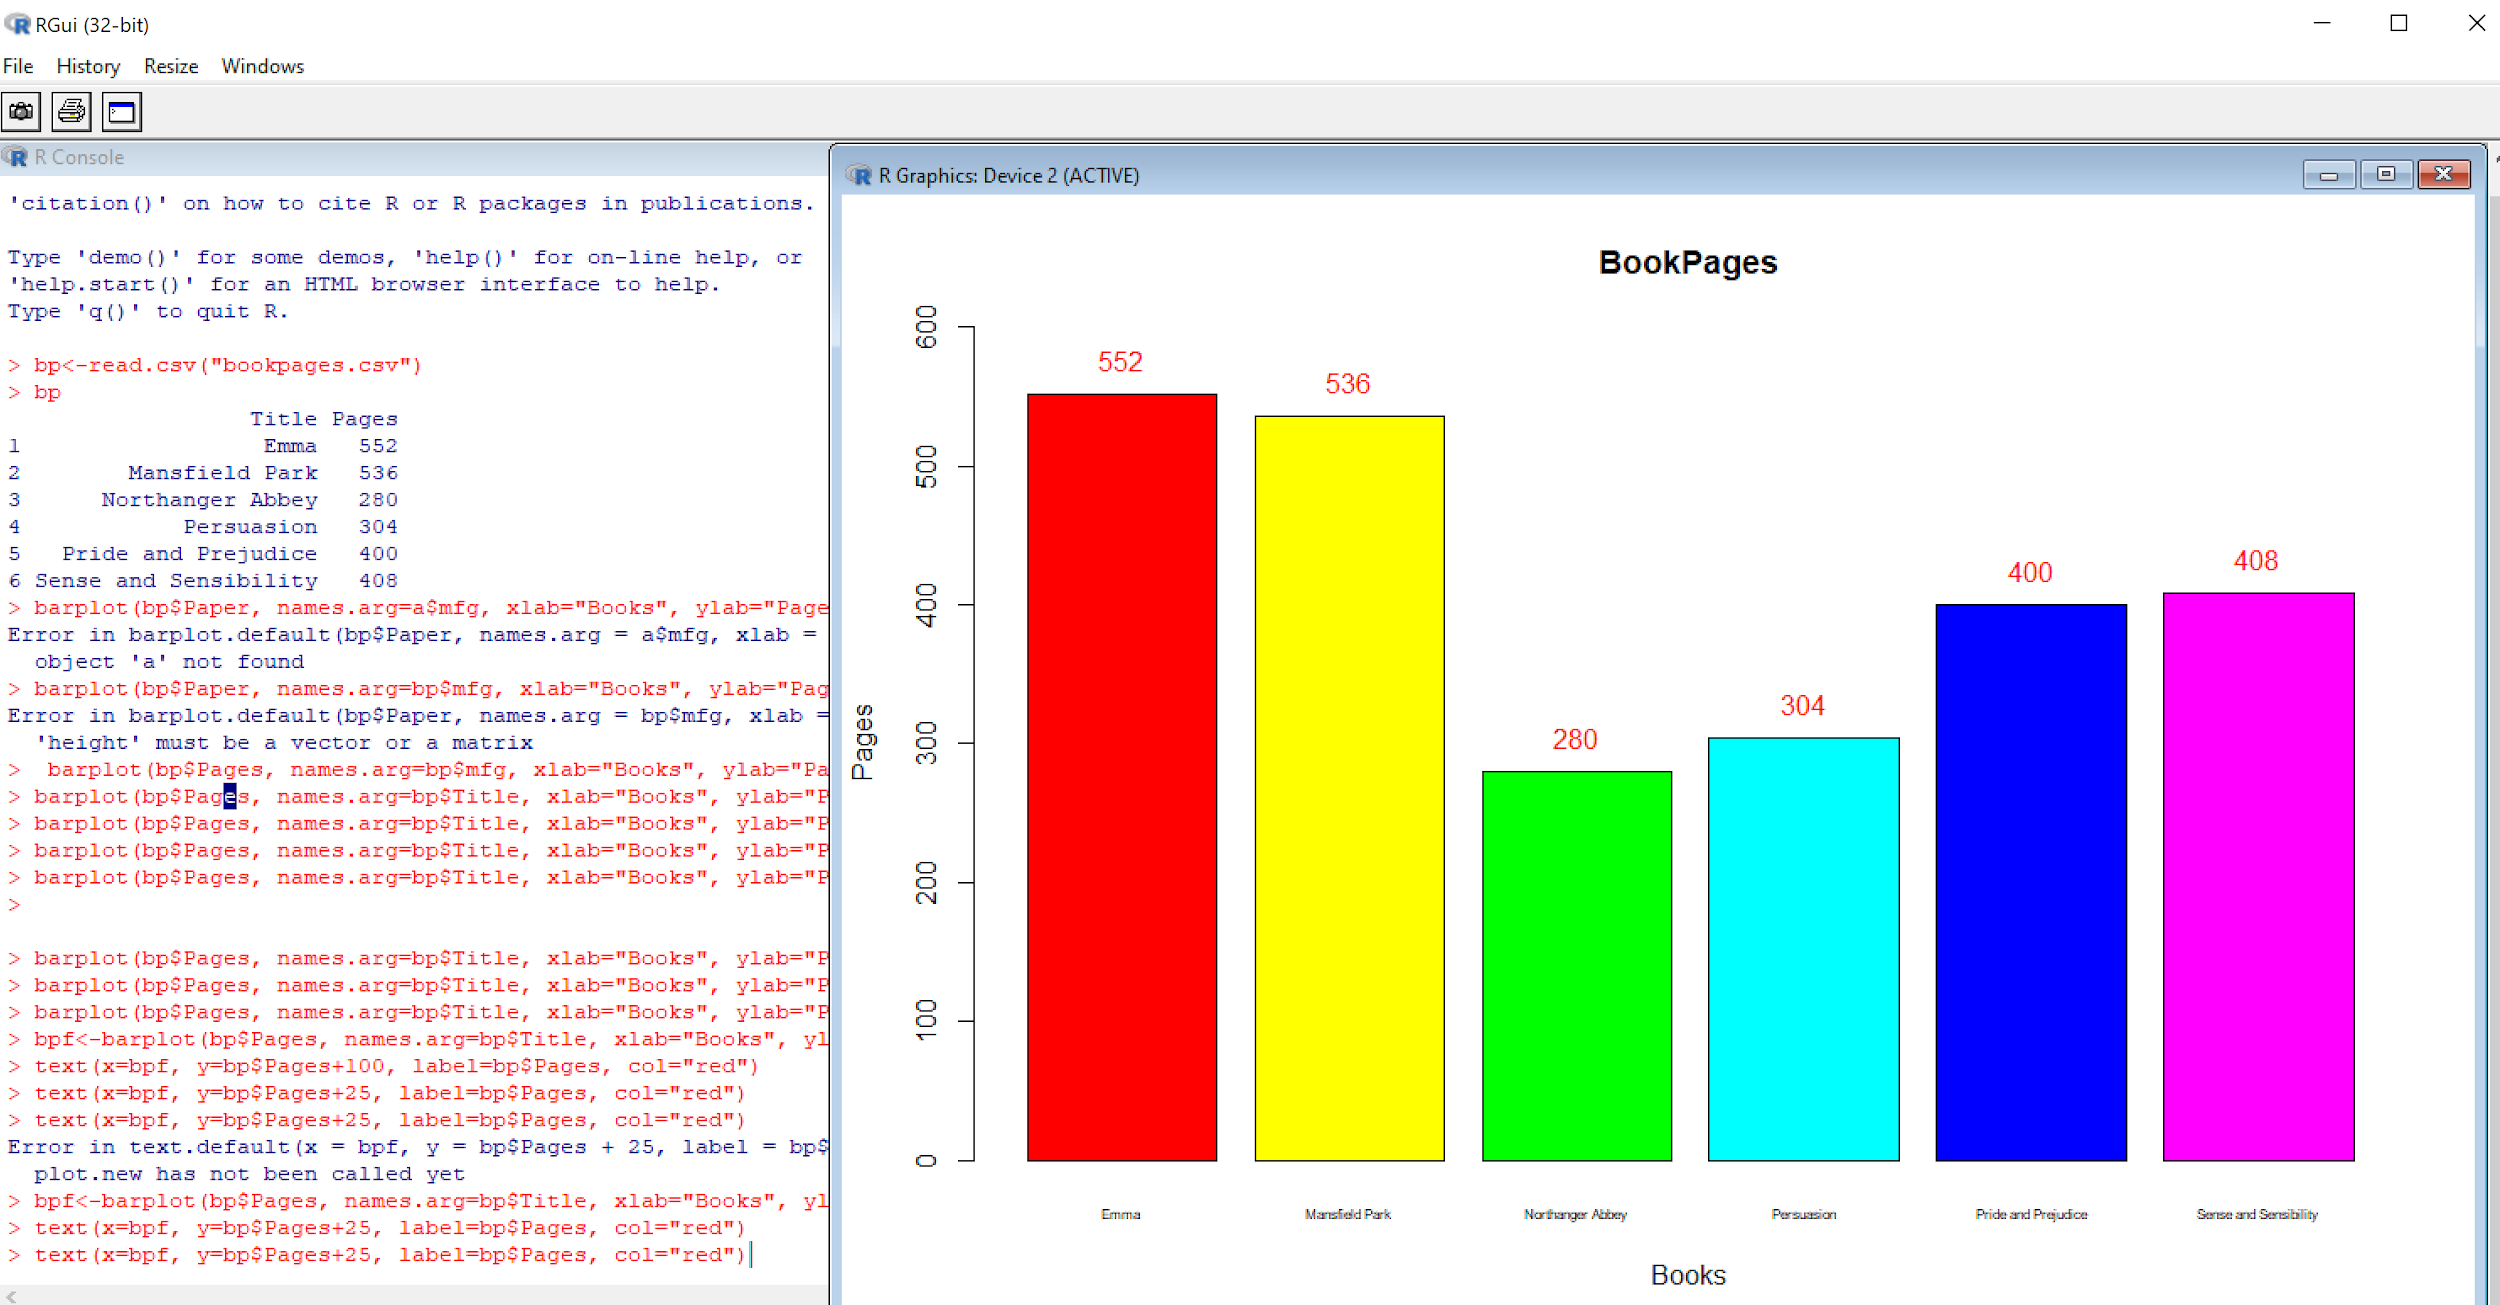 RGui (32-bit)
File History Resize Windows
R Console
'citation()' on how to cite R or R packages in publications.
Type 'demo()' for some demos, 'help()' for on-line help, or
'help.start()' for an HTML browser interface to help.
Type 'q()' to quit R.
> bp<-read.csv("bookpages.csv")
> bp
Title Pages
1 Emma 552
2 Mansfield Park 536
3 Northanger Abbey 280
4 Persuasion 304
5 Pride and Prejudice 400
6 Sense and Sensibility 408
> barplot(bp$Paper, names.arg=a$mfg, xlab="Books", ylab="Page
Error in barplot.default(bp$Paper, names.arg = a$mfg, xlab =
object 'a' not found
> barplot(bp$Paper, names.arg=bp$mfg, xlab="Books", ylab="Pag
Error in barplot.default(bp$Paper, names.arg = bp$mfg, xlab =
'height' must be a vector or a matrix
> barplot(bp$Pages, names.arg=bp$mfg, xlab="Books", ylab="Pa
> barplot(bp$Pages, names.arg=bp$Title, xlab="Books", ylab="P
> barplot(bp$Pages, names.arg=bp$Title, xlab="Books", ylab="P
> barplot(bp$Pages, names.arg=bp$Title, xlab="Books", ylab="P
> barplot(bp$Pages, names.arg=bp$Title, xlab="Books", ylab="P
>
> barplot(bp$Pages, names.arg=bp$Title, xlab="Books", ylab="P
> barplot(bp$Pages, names.arg=bp$Title, xlab="Books", ylab="P
> barplot(bp$Pages, names.arg=bp$Title, xlab="Books", ylab="P
> bpf<-barplot(bp$Pages, names.arg=bp$Title, xlab="Books", yl
> text(x=bpf, y=bp$Pages+100, label=bp$Pages, col="red")
> text(x=bpf, y=bp$Pages+25, label=bp$Pages, col="red")
> text(x=bpf, y=bp$Pages+25, label=bp$Pages, col="red")
Error in text.default(x = bpf, y = bp$Pages + 25, label = bp$
plot.new has not been called yet
> bpf<-barplot(bp$Pages, names.arg=bp$Title, xlab="Books", yl
> text(x=bpf, y=bp$Pages+25, label=bp$Pages, col="red")
> text(x=bpf, y=bp$Pages+25, label=bp$Pages, col="red")
R Graphics: Device 2 (ACTIVE)
BookPages
Pages
600
500
400
300
200
100
0
552
536
280
304
400
408
Emma
Mansfield Park
Northanger Abbey
Persuasion
Pride and Prejudice
Sense and Sensibility
Books